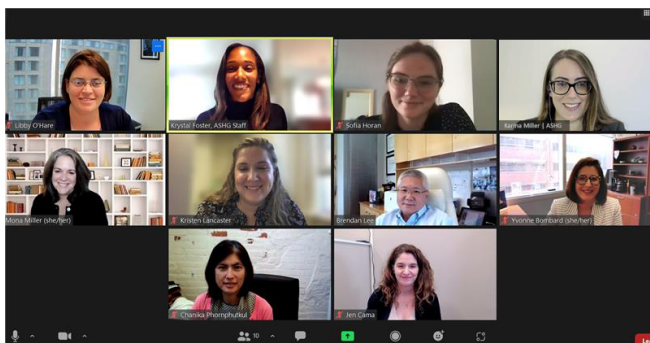 Libby O'Hare
Krystal Foster, ASHG Staff
Sofia Horan
Karina Miller | ASHG
Mona Miller (she/her)
Kristen Lancaster
Brendan Lee
Yvonne Bombard (she/her)
Chanika Phornphutkul
Jen Cama
10
Le